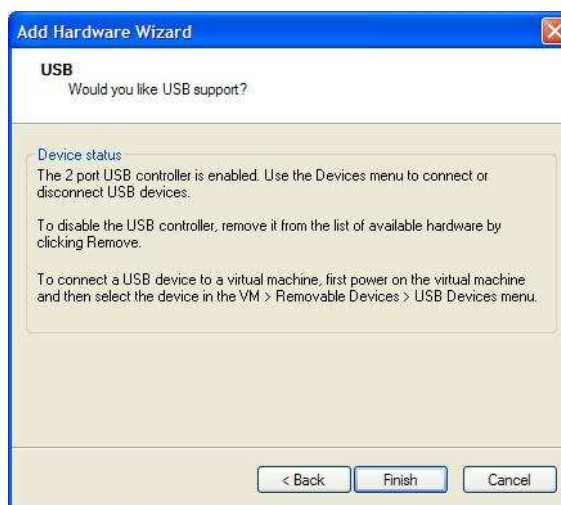 Add Hardware Wizard
USB
Would you like USB support?
Device status
The 2 port USB controller is enabled. Use the Devices menu to connect or
disconnect USB devices.
To disable the USB controller, remove it from the list of available hardware by
clicking Remove.
To connect a USB device to a virtual machine, first power on the virtual machine
and then select the device in the VM > Removable Devices > USB Devices menu.
< Back Finish Cancel